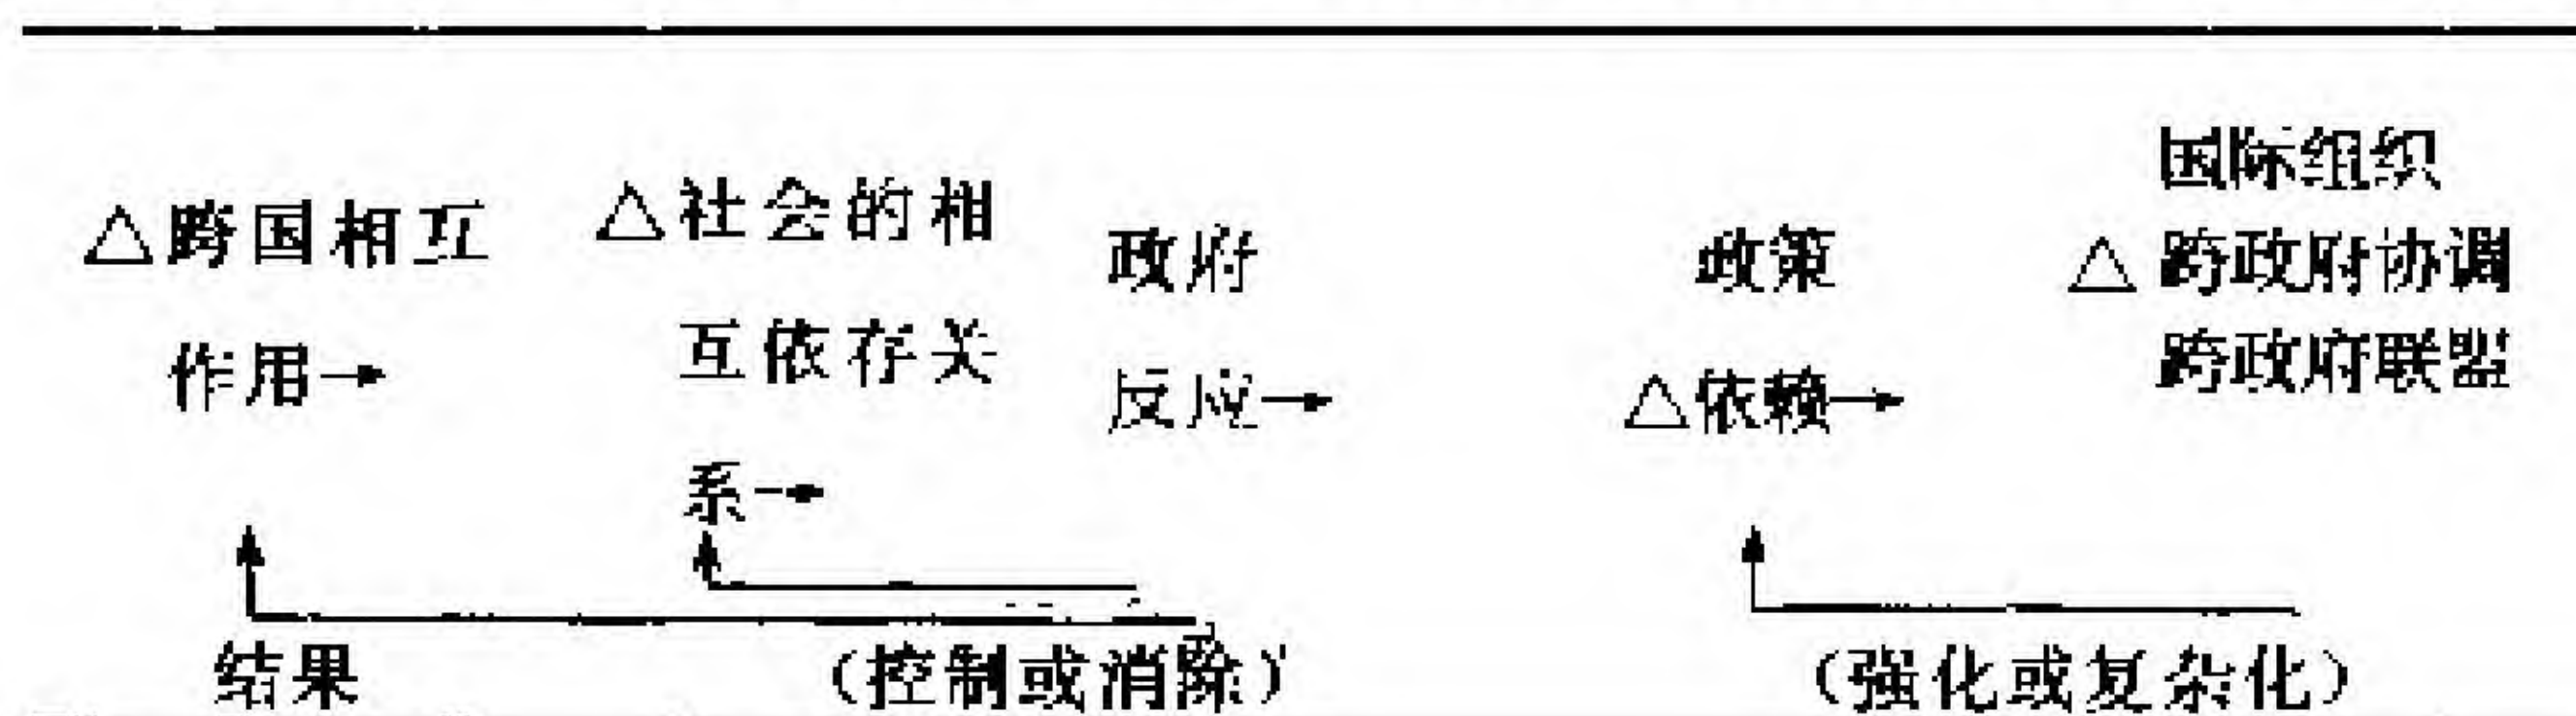 △跨国相互
作用→
△社会的相
互依存关
系→
政府
反应→
政策
△依赖→
国际组织
△ 跨政府协调
跨政府联盟
结果
（控制或消除）
（强化或复杂化）